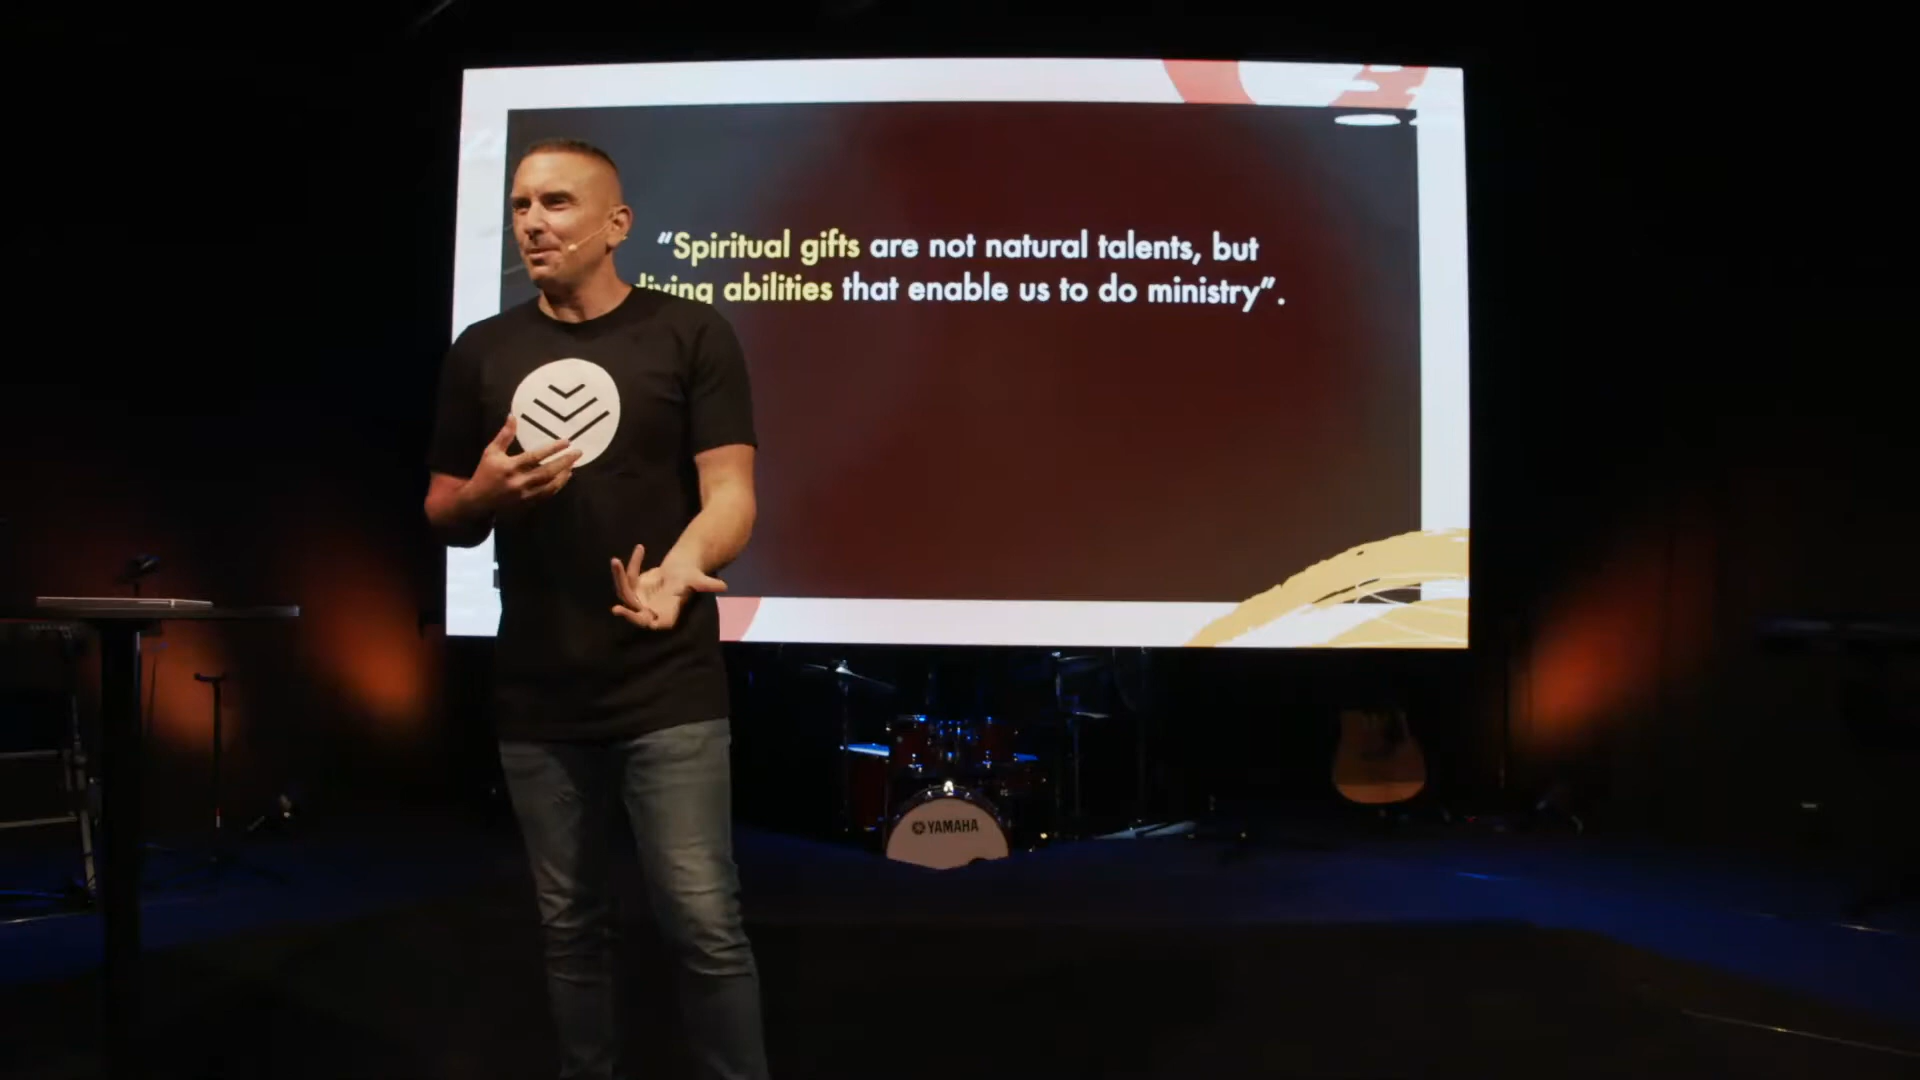 “Spiritual gifts are not natural talents, but
abilities that enable us to do ministry”.
YAMAHA